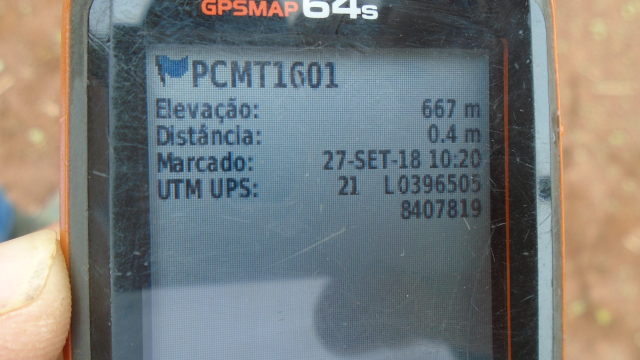 GPSMAP 64s
PCMT1601
Elevação: 667 m
Distância: 0.4 m
Marcado: 27-SET-18 10:20
UTM UPS: 21 L0396505
8407819